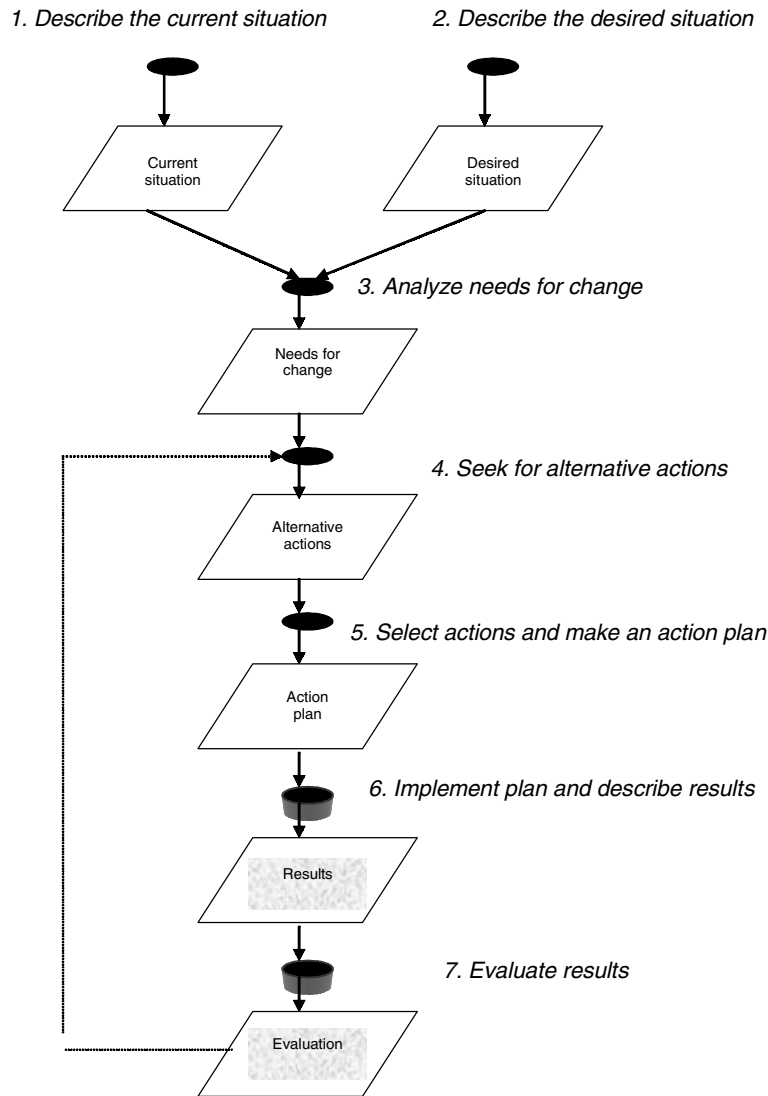 1. Describe the current situation
2. Describe the desired situation
Current
situation
Desired
situation
3. Analyze needs for change
Needs for
change
4. Seek for alternative actions
Alternative
actions
5. Select actions and make an action plan
Action
plan
6. Implement plan and describe results
Results
7. Evaluate results
Evaluation